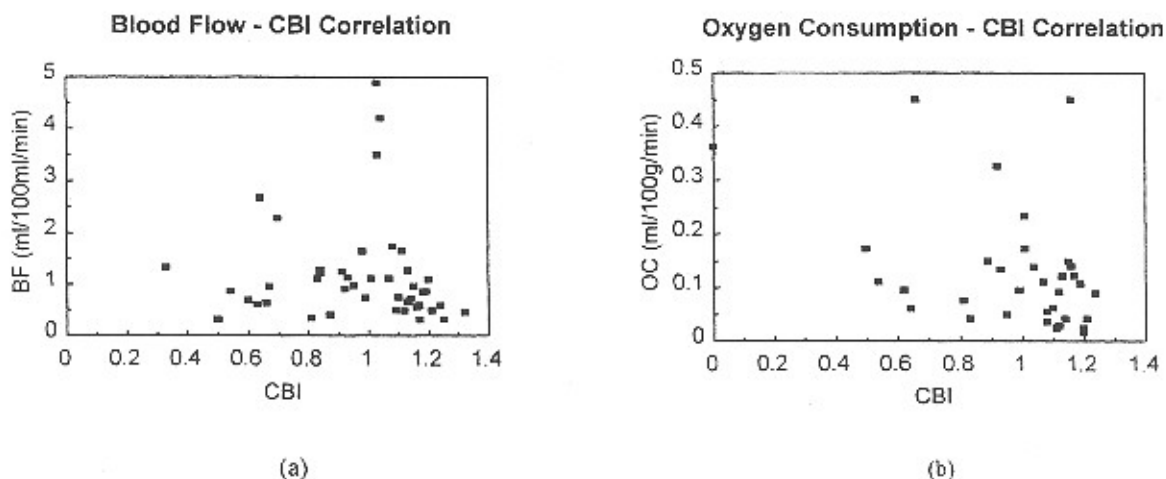 Blood Flow - CBI Correlation
5
4
3
2
1
0
BF (ml/100ml/min)
0 0.2 0.4 0.6 0.8 1 1.2 1.4
CBI
(a)
Oxygen Consumption - CBI Correlation
0.5
0.4
0.3
0.2
0.1
0
OC (ml/100g/min)
0 0.2 0.4 0.6 0.8 1 1.2 1.4
CBI
(b)